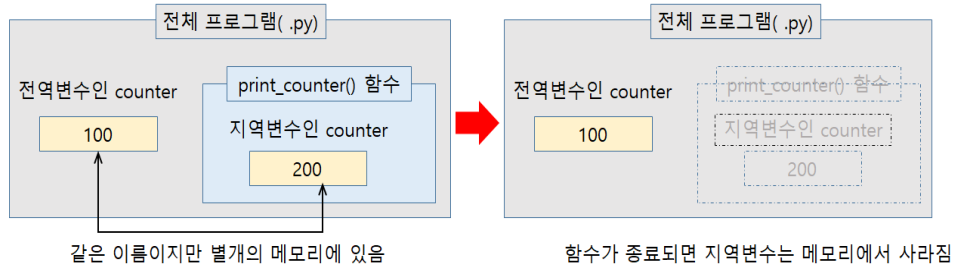 전체 프로그램( .py)
전역변수인 counter
100
print_counter() 함수
지역변수인 counter
200
같은 이름이지만 별개의 메모리에 있음
전체 프로그램( .py)
전역변수인 counter
100
print_counter() 함수
지역변수인 counter
200
함수가 종료되면 지역변수는 메모리에서 사라짐